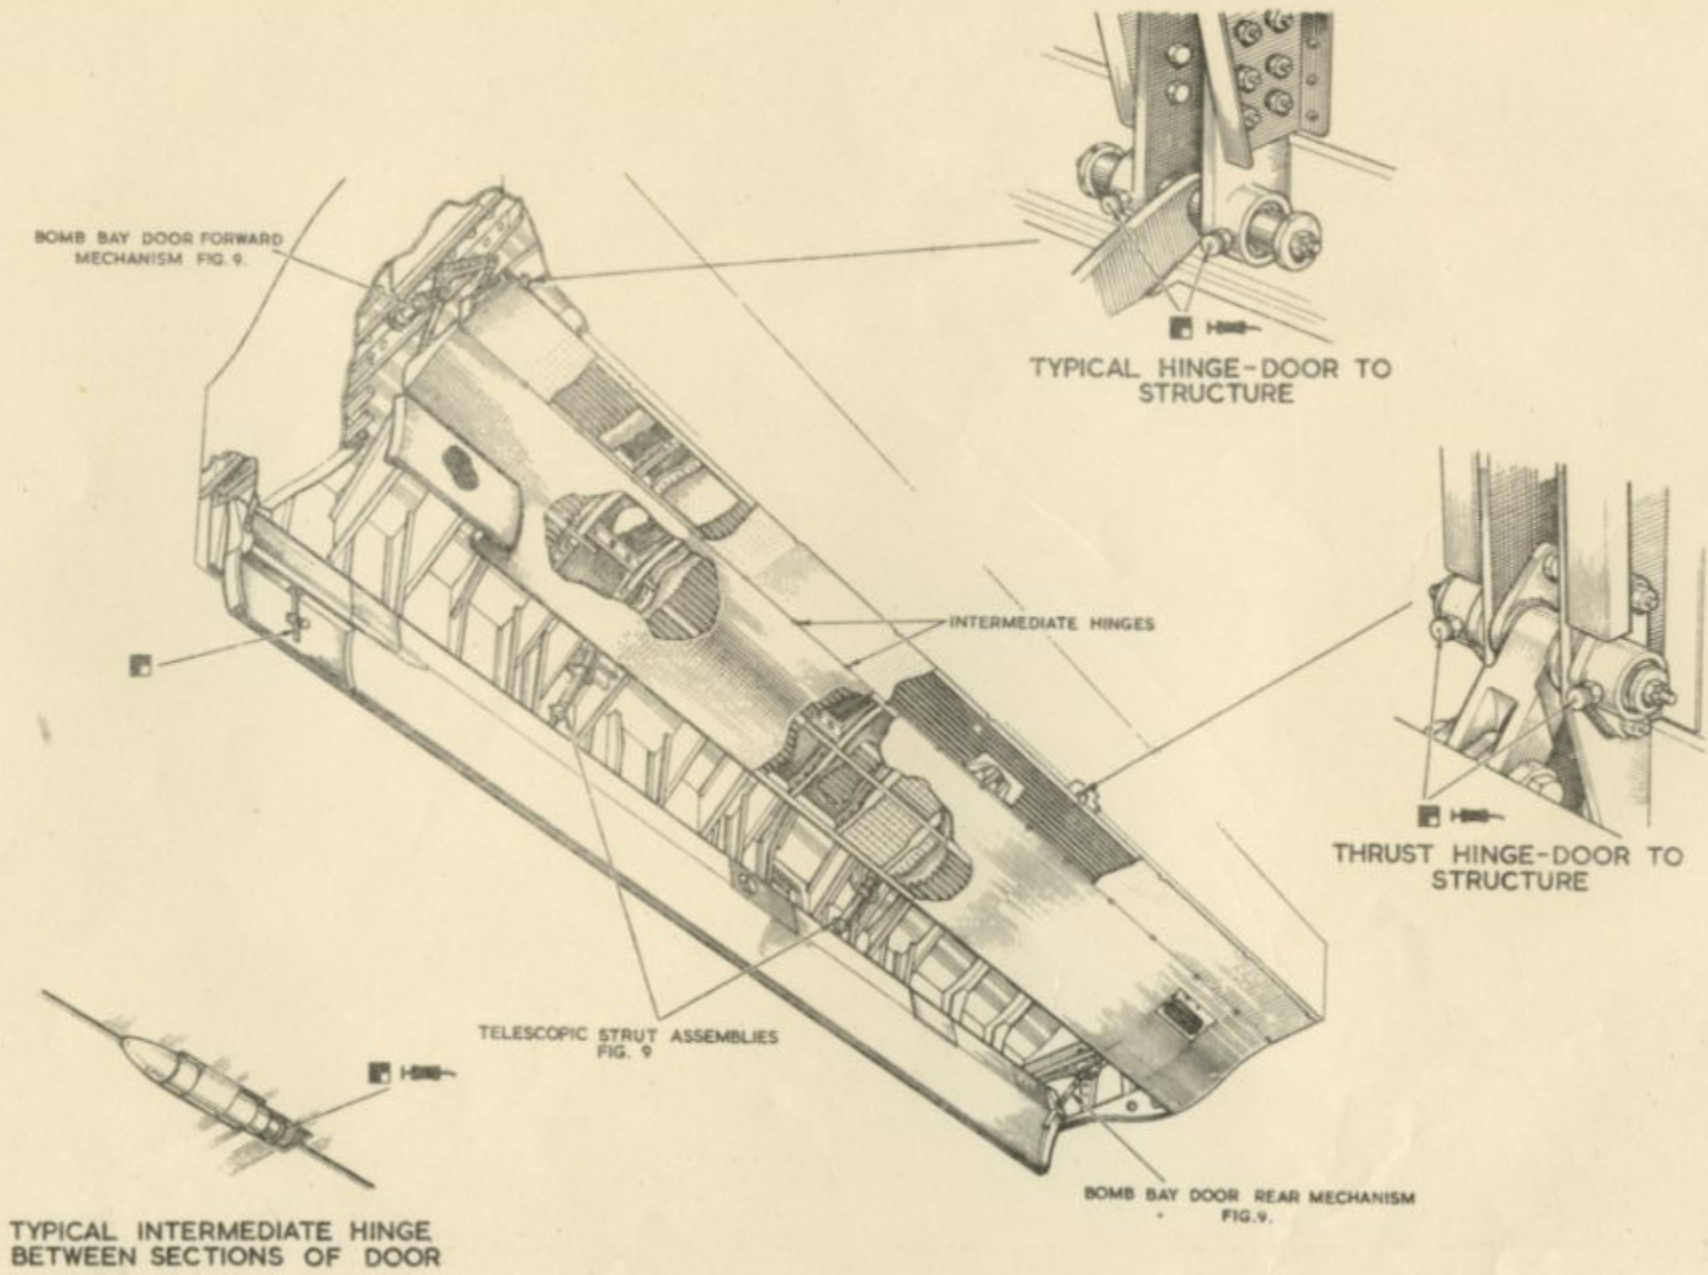 BOMB BAY DOOR FORWARD
MECHANISM FIG. 9.
TYPICAL HINGE-DOOR TO
STRUCTURE
INTERMEDIATE HINGES
THRUST HINGE-DOOR TO
STRUCTURE
TELESCOPIC STRUT ASSEMBLIES
FIG. 9
BOMB BAY DOOR REAR MECHANISM
FIG.9.
TYPICAL INTERMEDIATE HINGE
BETWEEN SECTIONS OF DOOR